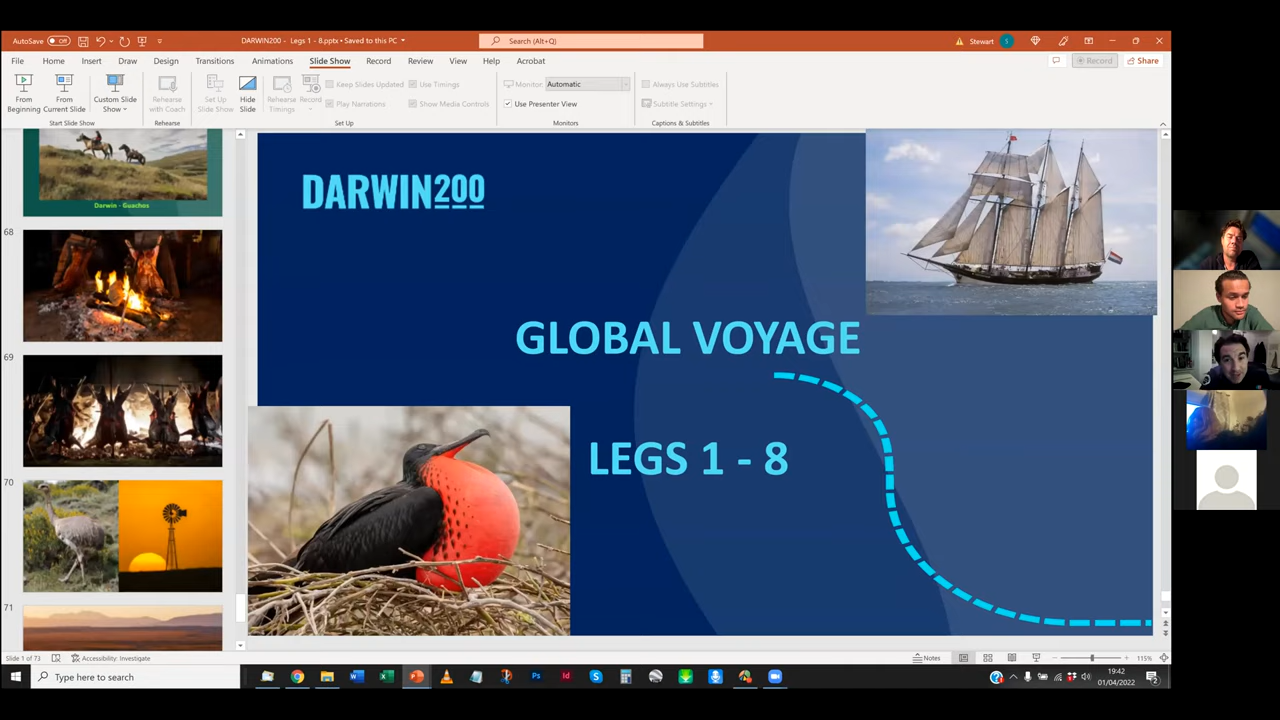 AutoSave Off
DARWIN200 - Legs 1 - 8.pptx • Saved to this PC
Search (Alt+Q)
Stewart S
File Home Insert Draw Design Transitions Animations Slide Show Record Review View Help Acrobat
Record Share
From Beginning
From Current Slide
Custom Slide Show
Rehearse with Coach
Set Up Slide Show
Hide Slide
Rehearse Timings
Record
Keep Slides Updated
Play Narrations
Use Timings
Show Media Controls
Monitor: Automatic
Use Presenter View
Always Use Subtitles
Subtitle Settings
Start Slide Show Rehearse Set Up Monitors Captions & Subtitles
Darwin - Guachos
68
69
70
71
DARWIN200
GLOBAL VOYAGE
LEGS 1 - 8
Slide 1 of 73 Accessibility: Investigate Notes 115%
Type here to search
19:42
01/04/2022
2